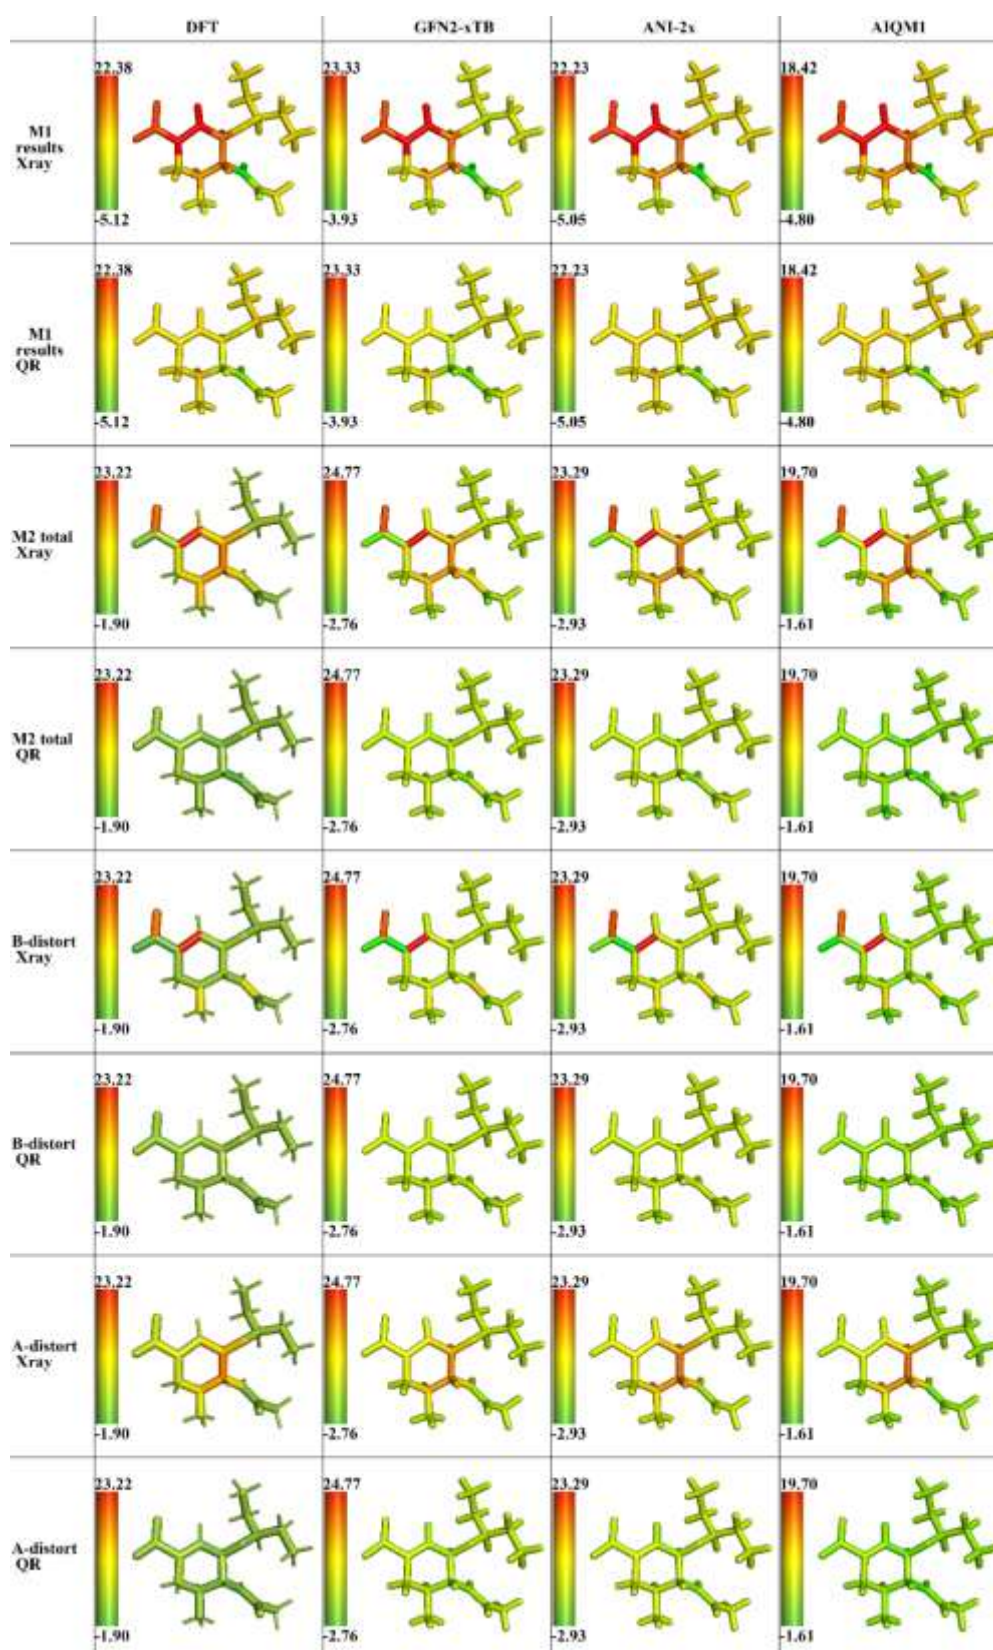 DFT GFN2-xTB ANI-2x AIQM1
22.38 23.33 22.23 18.42
M1
results
Xray
-5.12 -3.93 -5.05 -4.80
22.38 23.33 22.23 18.42
M1
results
QR
-5.12 -3.93 -5.05 -4.80
23.22 24.77 23.29 19.70
M2 total
Xray
-1.90 -2.76 -2.93 -1.61
23.22 24.77 23.29 19.70
M2 total
QR
-1.90 -2.76 -2.93 -1.61
23.22 24.77 23.29 19.70
B-distort
Xray
-1.90 -2.76 -2.93 -1.61
23.22 24.77 23.29 19.70
B-distort
QR
-1.90 -2.76 -2.93 -1.61
23.22 24.77 23.29 19.70
A-distort
Xray
-1.90 -2.76 -2.93 -1.61
23.22 24.77 23.29 19.70
A-distort
QR
-1.90 -2.76 -2.93 -1.61